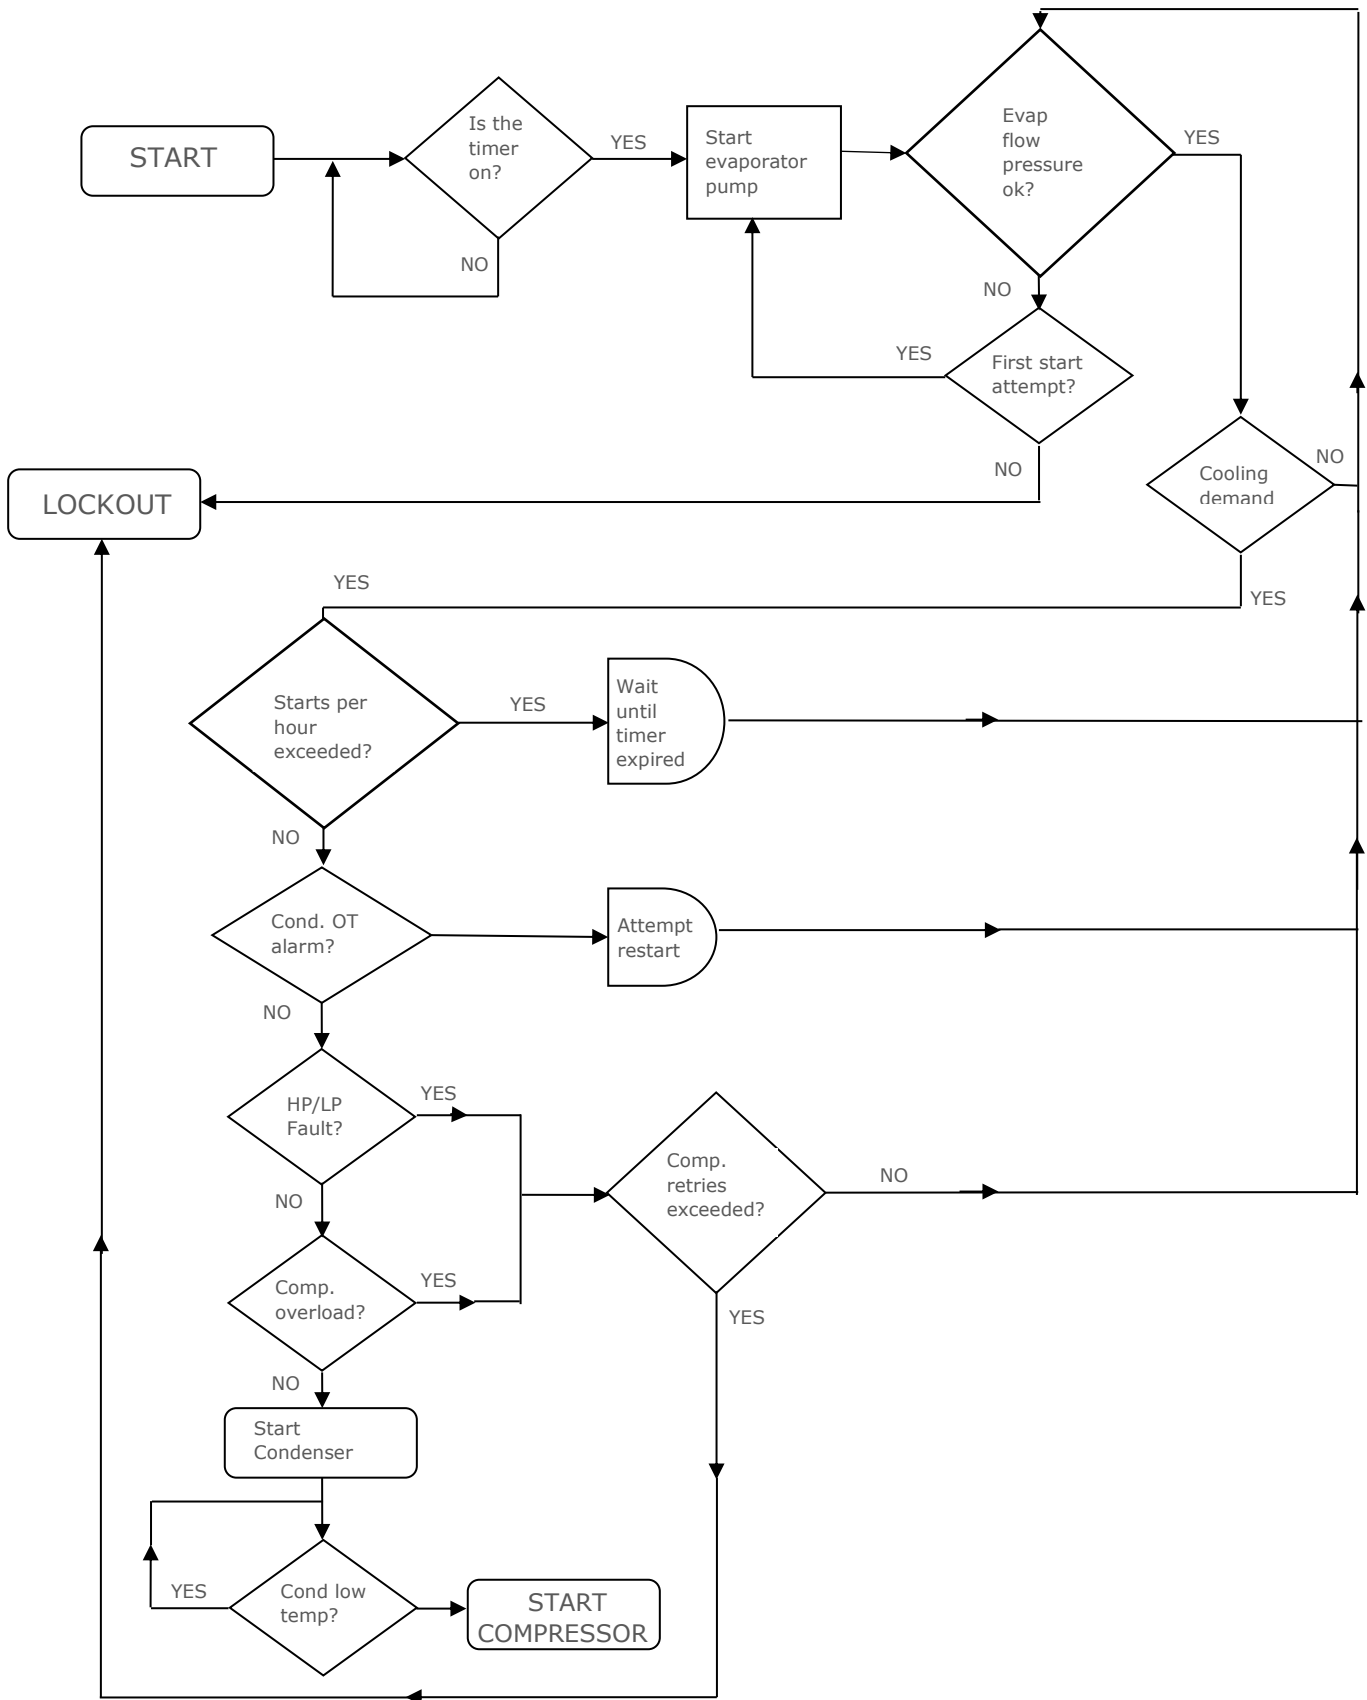 START
Is the
timer
on?
YES
NO
Start
evaporator
pump
Evap
flow
pressure
ok?
YES
NO
First start
attempt?
YES
NO
LOCKOUT
Cooling
demand
NO
YES
YES
Starts per
hour
exceeded?
YES
Wait
until
timer
expired
NO
Cond. OT
alarm?
Attempt
restart
NO
HP/LP
Fault?
YES
NO
Comp.
retries
exceeded?
NO
YES
Comp.
overload?
YES
NO
Start
Condenser
Cond low
temp?
YES
START
COMPRESSOR